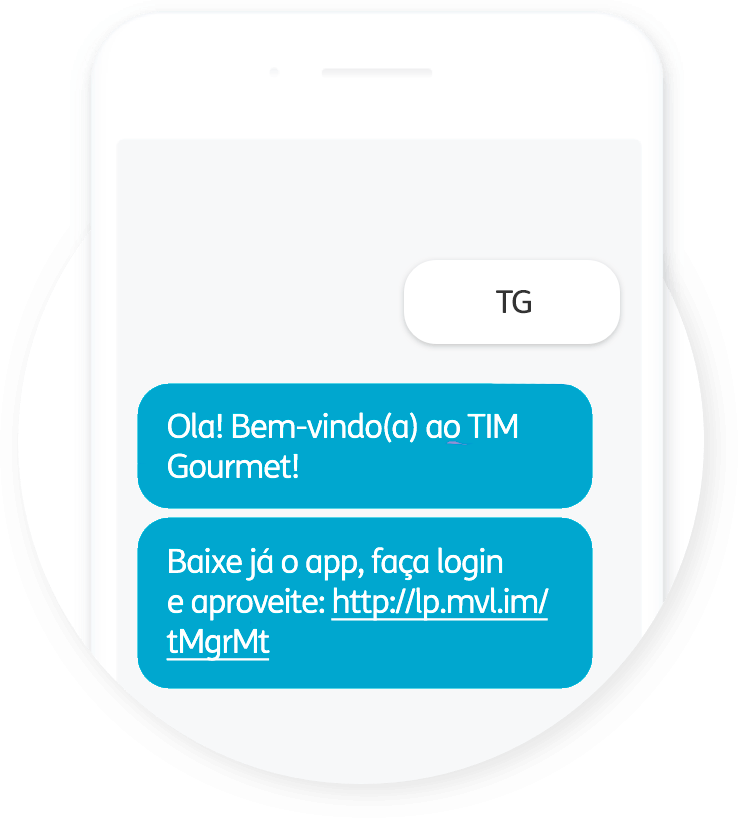 TG
Ola! Bem-vindo(a) ao TIM
Gourmet!
Baixe já o app, faça login
e aproveite: http://lp.mvl.im/
tMgrMt